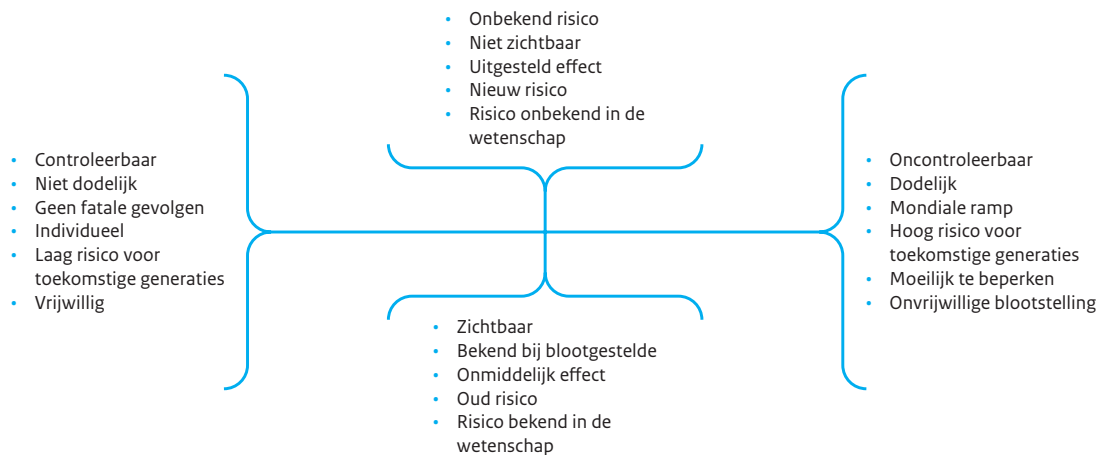 • Onbekend risico
• Niet zichtbaar
• Uitgesteld effect
• Nieuw risico
• Risico onbekend in de
wetenschap
• Controleerbaar
• Niet dodelijk
• Geen fatale gevolgen
• Individueel
• Laag risico voor
toekomstige generaties
• Vrijwillig
• Oncontroleerbaar
• Dodelijk
• Mondiale ramp
• Hoog risico voor
toekomstige generaties
• Moeilijk te beperken
• Onvrijwillige blootstelling
• Zichtbaar
• Bekend bij blootgestelde
• Onmiddelijk effect
• Oud risico
• Risico bekend in de
wetenschap